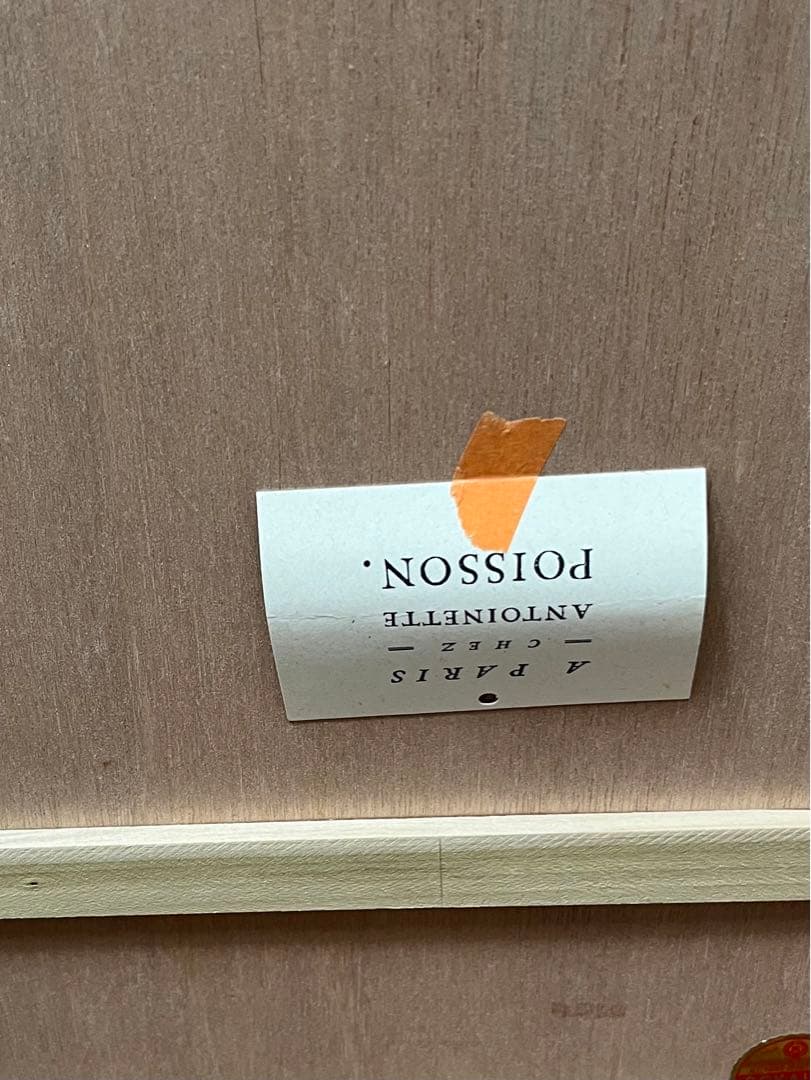 A PARIS
— CHEZ —
ANTOINETTE
POISSON.